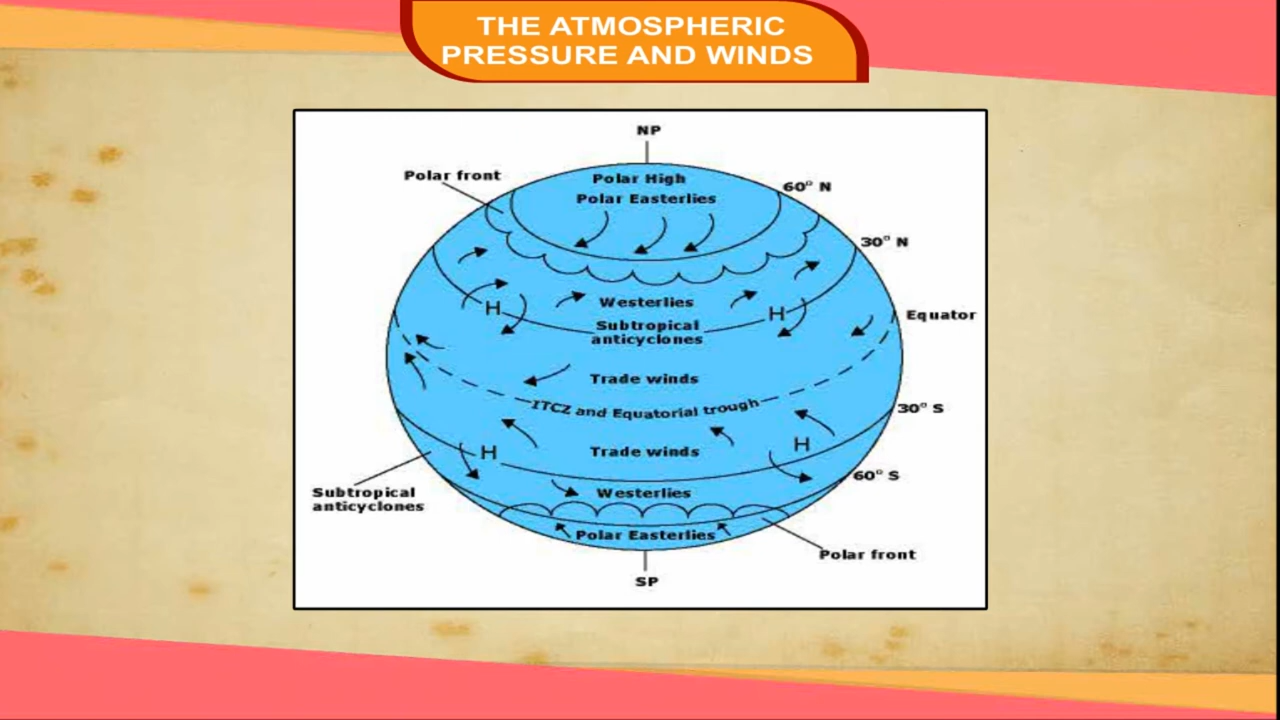 THE ATMOSPHERIC
PRESSURE AND WINDS
NP
Polar front
Polar High
60° N
Polar Easterlies
30° N
Westerlies
H
H
Equator
Subtropical
anticyclones
Trade winds
ITCZ and Equatorial trough
30° S
H
Trade winds
H
60° S
Subtropical
anticyclones
Westerlies
Polar Easterlies
Polar front
SP